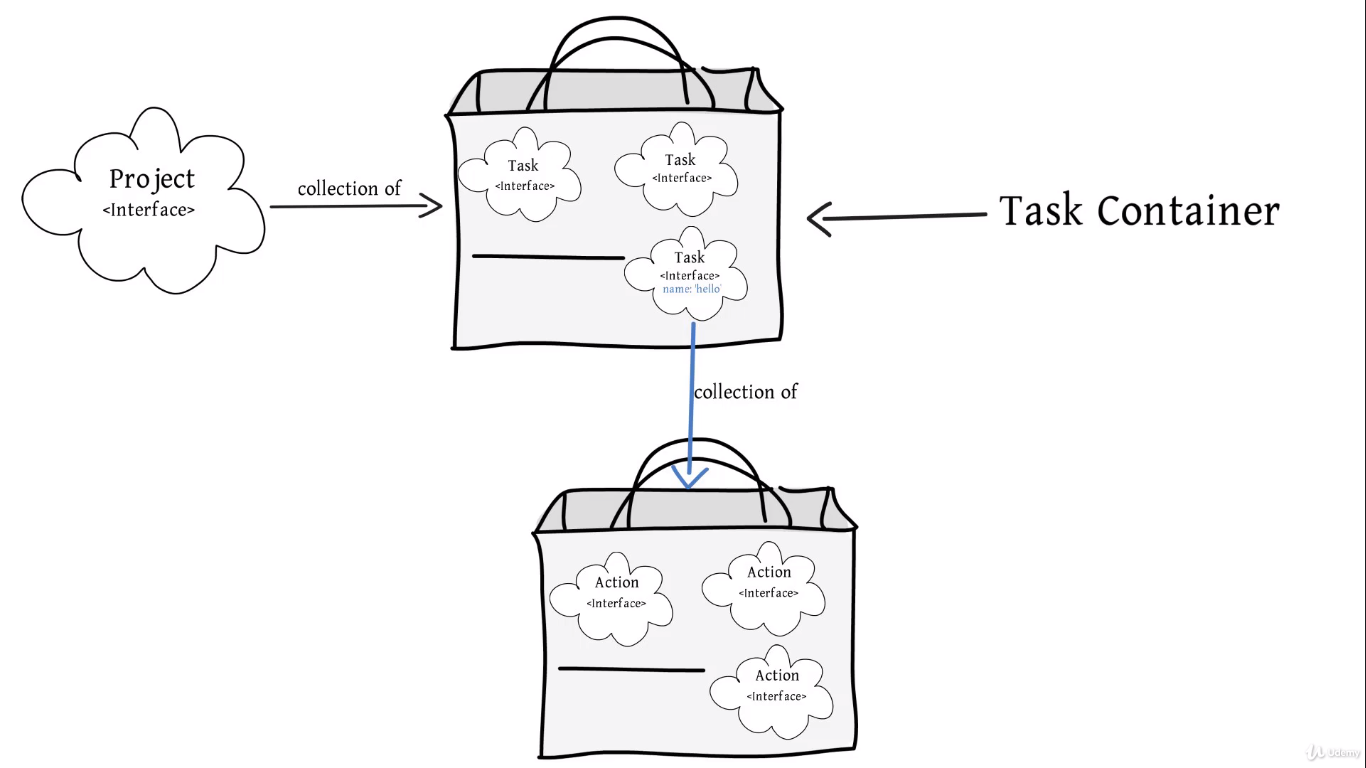 Project
<Interface>
collection of
Task
<Interface>
Task
<Interface>
Task
<Interface>
name: 'hello'
Task Container
collection of
Action
<Interface>
Action
<Interface>
Action
<Interface>
Udemy